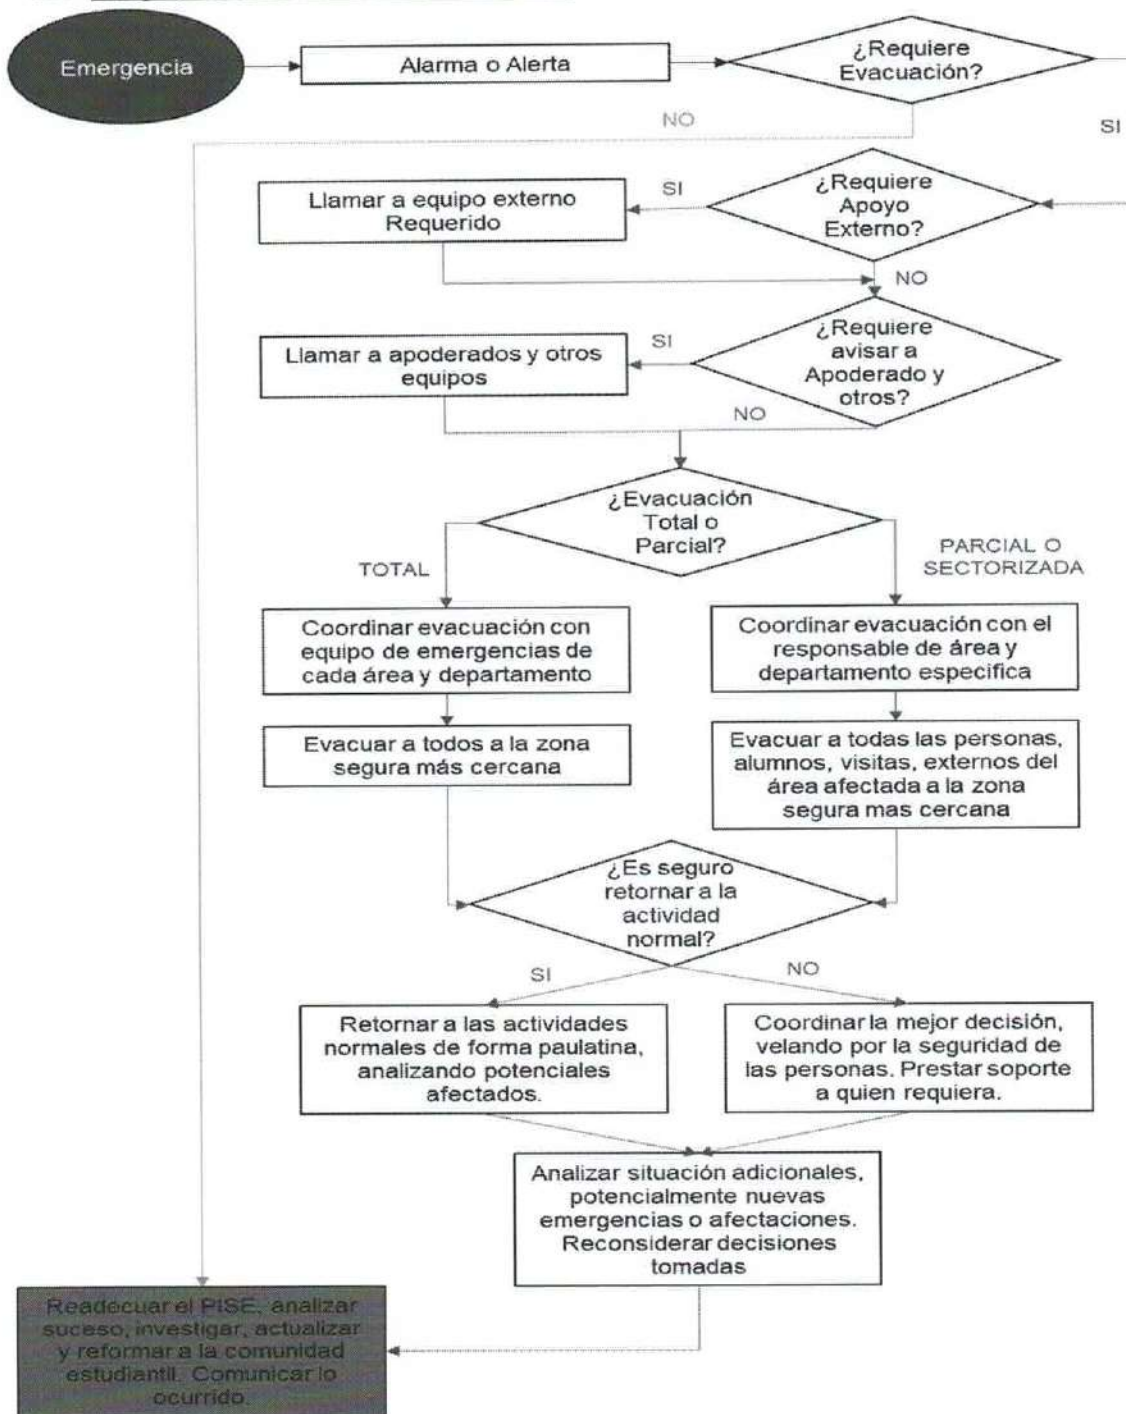 Emergencia
Alarma o Alerta
¿Requiere
Evacuación?
NO
SI
¿Requiere
Apoyo
Externo?
SI
Llamar a equipo externo
Requerido
NO
¿Requiere
avisar a
Apoderado y
otros?
SI
Llamar a apoderados y otros
equipos
NO
¿Evacuación
Total o
Parcial?
TOTAL
PARCIAL O
SECTORIZADA
Coordinar evacuación con
equipo de emergencias de
cada área y departamento
Coordinar evacuación con el
responsable de área y
departamento especifica
Evacuar a todos a la zona
segura más cercana
Evacuar a todas las personas,
alumnos, visitas, externos del
área afectada a la zona
segura mas cercana
¿Es seguro
retornar a la
actividad
normal?
SI
NO
Retornar a las actividades
normales de forma paulatina,
analizando potenciales
afectados.
Coordinar la mejor decisión,
velando por la seguridad de
las personas. Prestar soporte
a quien requiera.
Analizar situación adicionales,
potencialmente nuevas
emergencias o afectaciones.
Reconsiderar decisiones
tomadas
Readecuar el PISE, analizar
suceso, investigar, actualizar
y reformar a la comunidad
estudiantil. Comunicar lo
ocurrido.